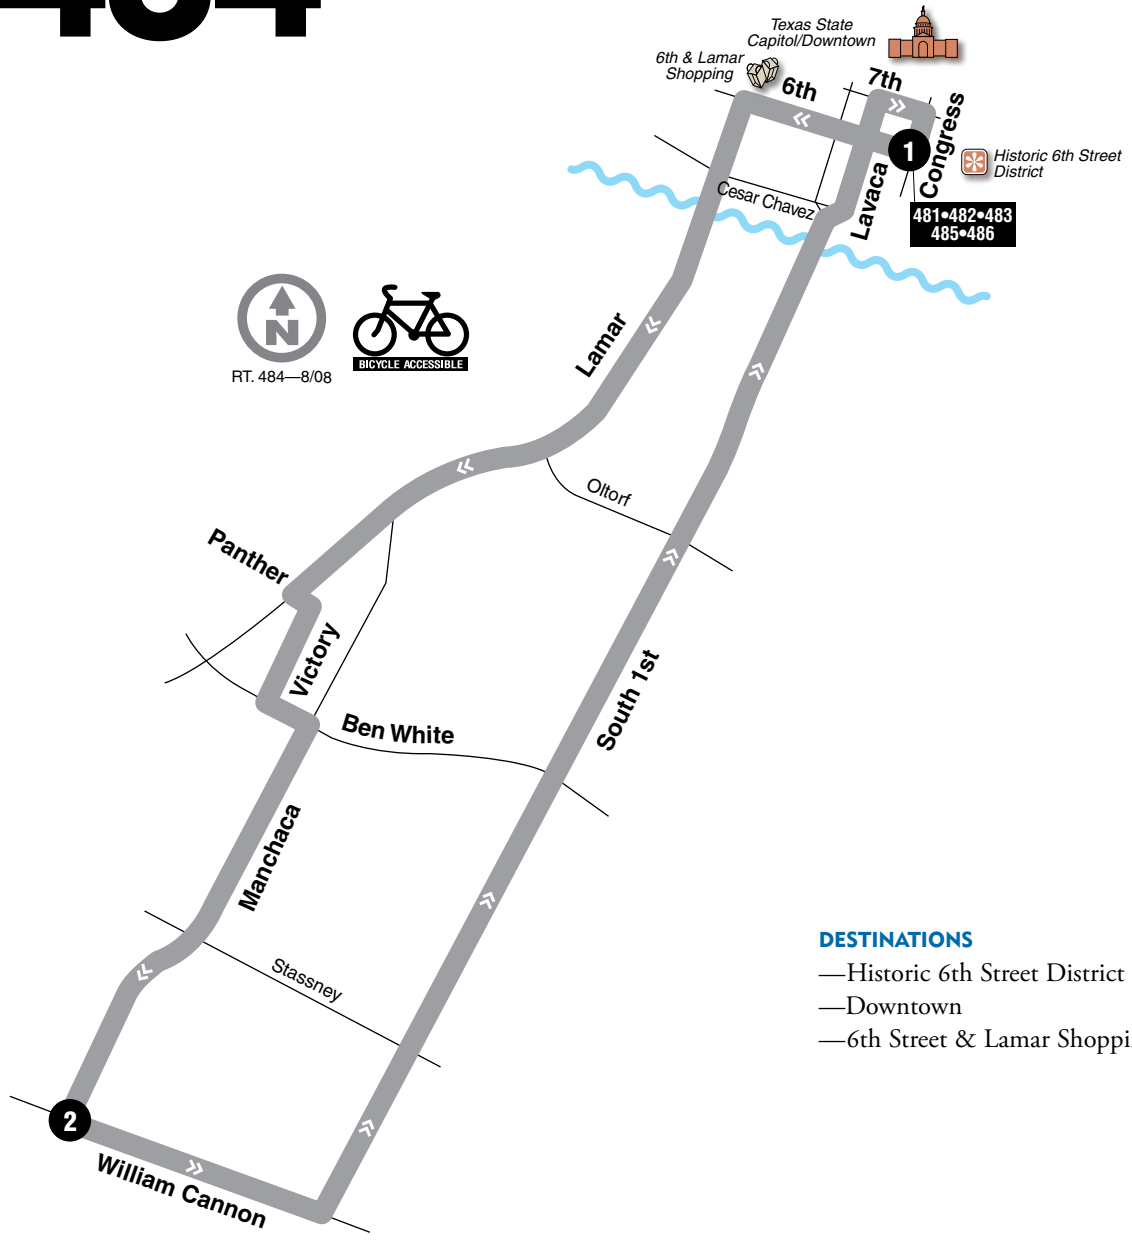 484
Texas State
Capitol/Downtown
6th & Lamar
Shopping
6th
7th
Congress
1
Historic 6th Street
District
Lavaca
Cesar Chavez
481•482•483
485•486
N
RT. 484—8/08
BICYCLE ACCESSIBLE
Lamar
Oltorf
Panther
Victory
Ben White
South 1st
Manchaca
Stassney
2
William Cannon
DESTINATIONS
—Historic 6th Street District
—Downtown
—6th Street & Lamar